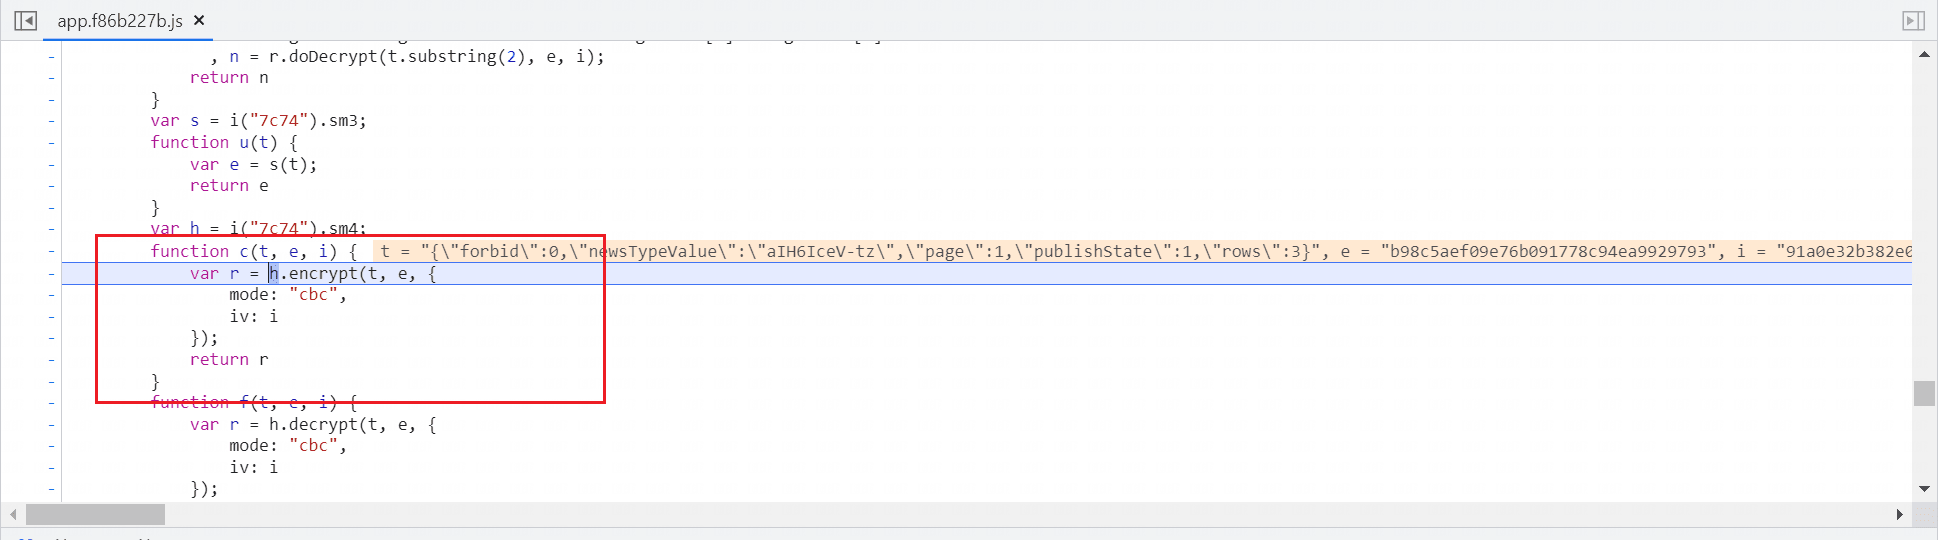 app.f86b227b.js ×
, n = r.doDecrypt(t.substring(2), e, i);
return n
}
var s = i("7c74").sm3;
function u(t) {
var e = s(t);
return e
}
var h = i("7c74").sm4;
function c(t, e, i) { t = "{\"forbid\":0,\"newsTypeValue\":\"aIH6IceV-tz\",\"page\":1,\"publishState\":1,\"rows\":3}", e = "b98c5aef09e76b091778c94ea9929793", i = "91a0e32b382e0
var r = h.encrypt(t, e, {
mode: "cbc",
iv: i
});
return r
}
function f(t, e, i) {
var r = h.decrypt(t, e, {
mode: "cbc",
iv: i
});